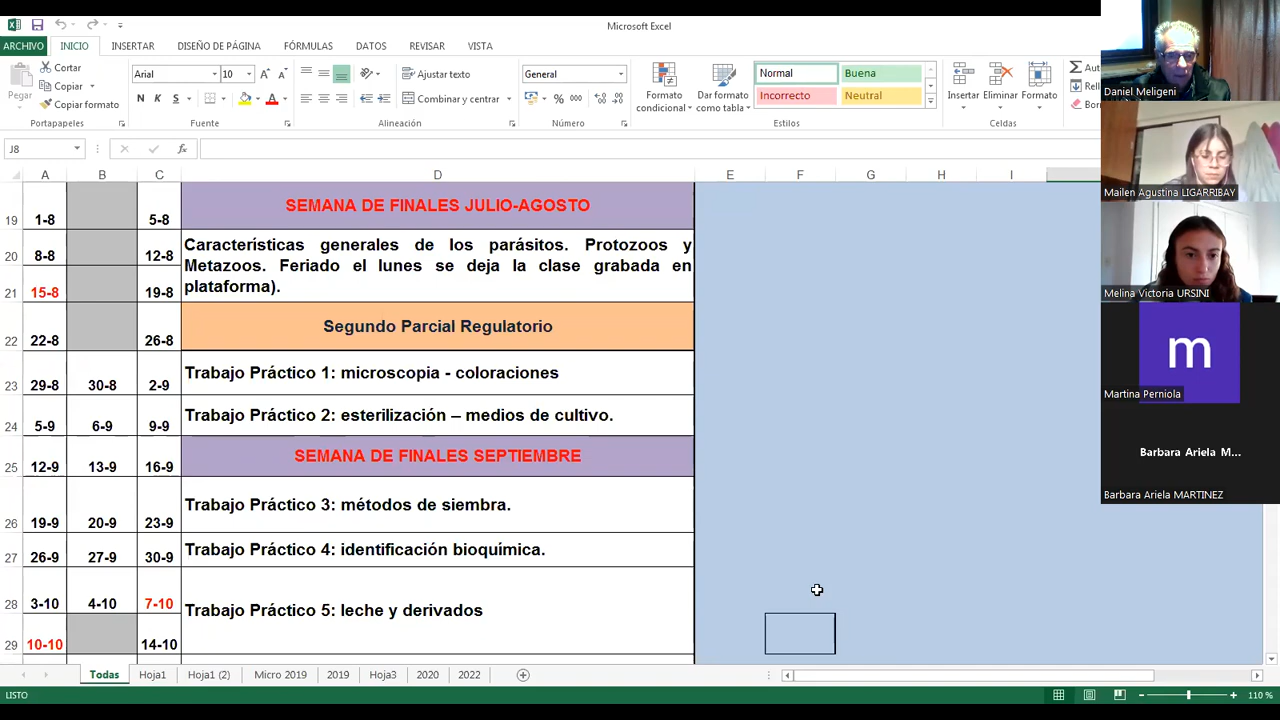 Microsoft Excel
ARCHIVO INICIO INSERTAR DISEÑO DE PÁGINA FÓRMULAS DATOS REVISAR VISTA
Pegar
Cortar
Copiar
Copiar formato
Portapapeles
Arial 10
N K S
Fuente
Ajustar texto
Combinar y centrar
Alineación
General
% 000
Número
Dar formato condicional
Dar formato como tabla
Normal Buena
Incorrecto Neutral
Estilos
Insertar Eliminar Formato
Celdas
Aut
Rell
Bor
J8
fx
A B C D E F G H I
19 1-8 5-8 SEMANA DE FINALES JULIO-AGOSTO
20 8-8 12-8 Características generales de los parásitos. Protozoos y
Metazoos. Feriado el lunes se deja la clase grabada en
21 15-8 19-8 plataforma).
22 22-8 26-8 Segundo Parcial Regulatorio
23 29-8 30-8 2-9 Trabajo Práctico 1: microscopia - coloraciones
24 5-9 6-9 9-9 Trabajo Práctico 2: esterilización – medios de cultivo.
25 12-9 13-9 16-9 SEMANA DE FINALES SEPTIEMBRE
26 19-9 20-9 23-9 Trabajo Práctico 3: métodos de siembra.
27 26-9 27-9 30-9 Trabajo Práctico 4: identificación bioquímica.
28 3-10 4-10 7-10 Trabajo Práctico 5: leche y derivados
29 10-10 14-10
Todas Hoja1 Hoja1 (2) Micro 2019 2019 Hoja3 2020 2022
LISTO
110 %
Daniel Meligeni
Mailen Agustina LIGARRIBAY
Melina Victoria URSINI
m
Martina Perniola
Barbara Ariela M...
Barbara Ariela MARTINEZ